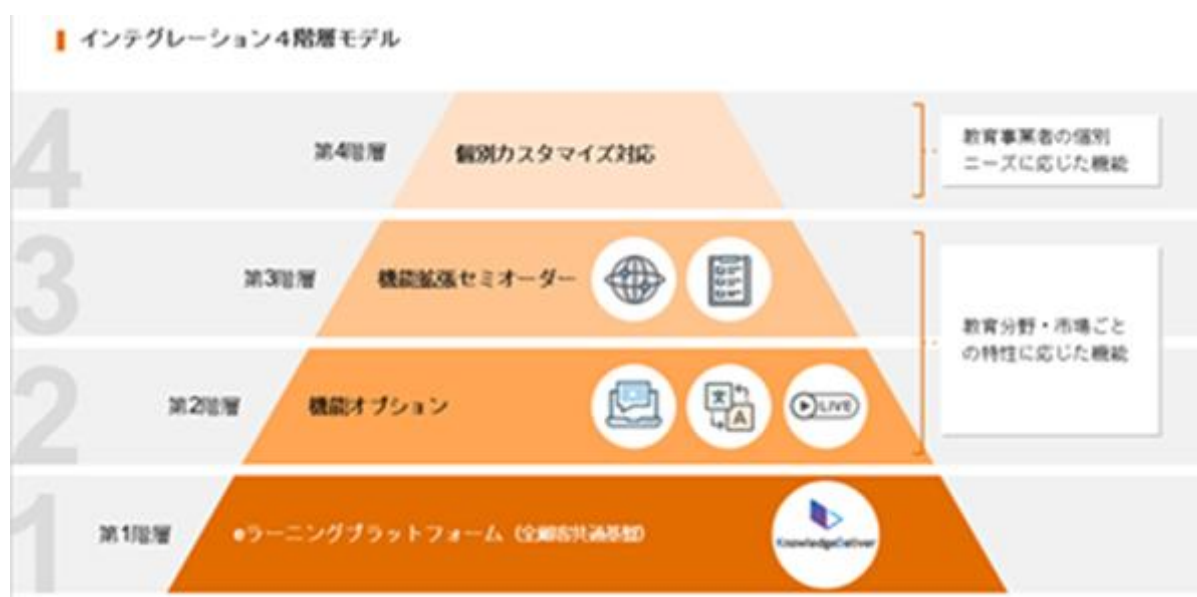 インテグレーション4階層モデル
4
第4階層
個別カスタマイズ対応
教育事業者の個別
ニーズに応じた機能
3
第3階層
機能拡張セミオーダー
教育分野・市場ごと
の特性に応じた機能
2
第2階層
機能オプション
文
A
LIVE
1
第1階層
eラーニングプラットフォーム（全顧客共通基盤）
KnowledgeDeliver